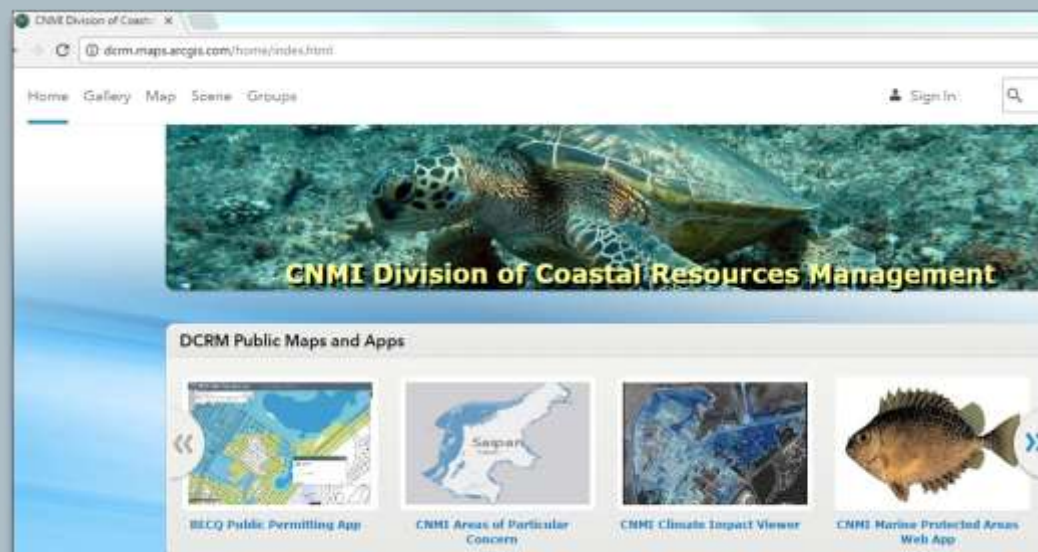 CNMI Division of Coast
dcrm.maps.arcgis.com/home/index.html
Home Gallery Map Scene Groups
Sign In
CNMI Division of Coastal Resources Management
DCRM Public Maps and Apps
Saipan
BECQ Public Permitting App
CNMI Areas of Particular
Concern
CNMI Climate Impact Viewer
CNMI Marine Protected Areas
Web App